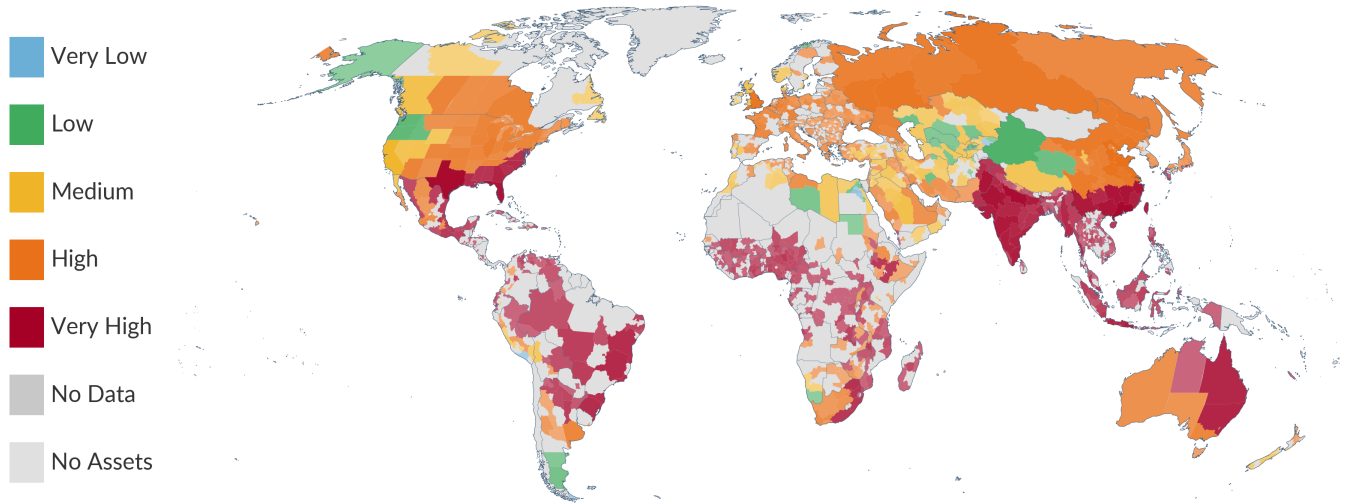 Very Low
Low
Medium
High
Very High
No Data
No Assets